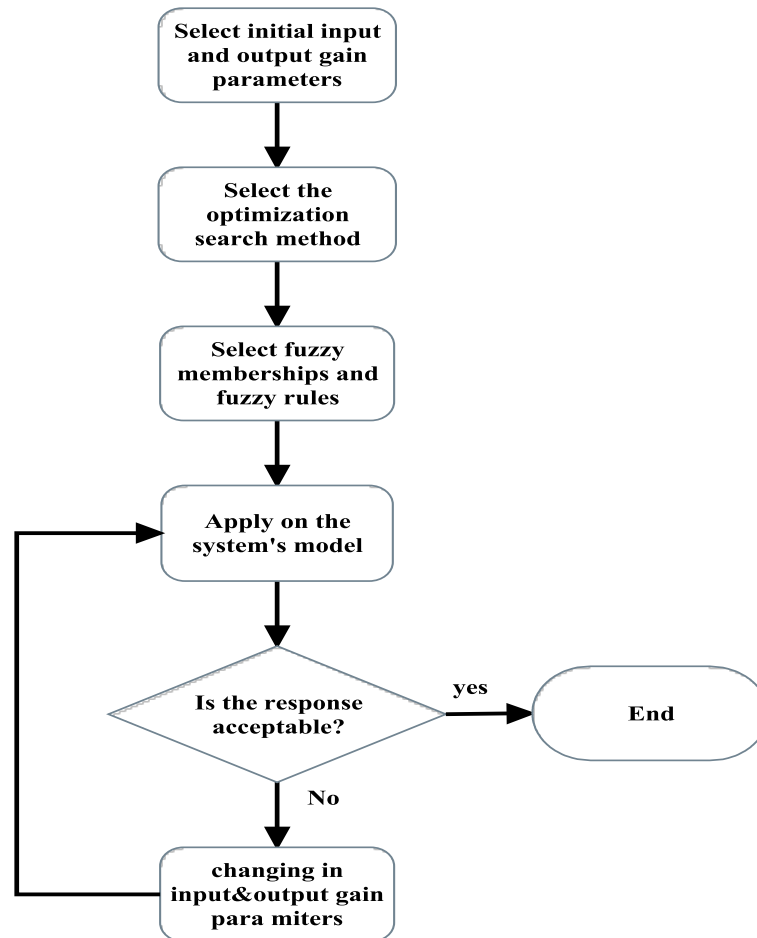 Select initial input
and output gain
parameters
Select the
optimization
search method
Select fuzzy
memberships and
fuzzy rules
Apply on the
system's model
Is the response
acceptable?
yes
End
No
changing in
input&output gain
para miters